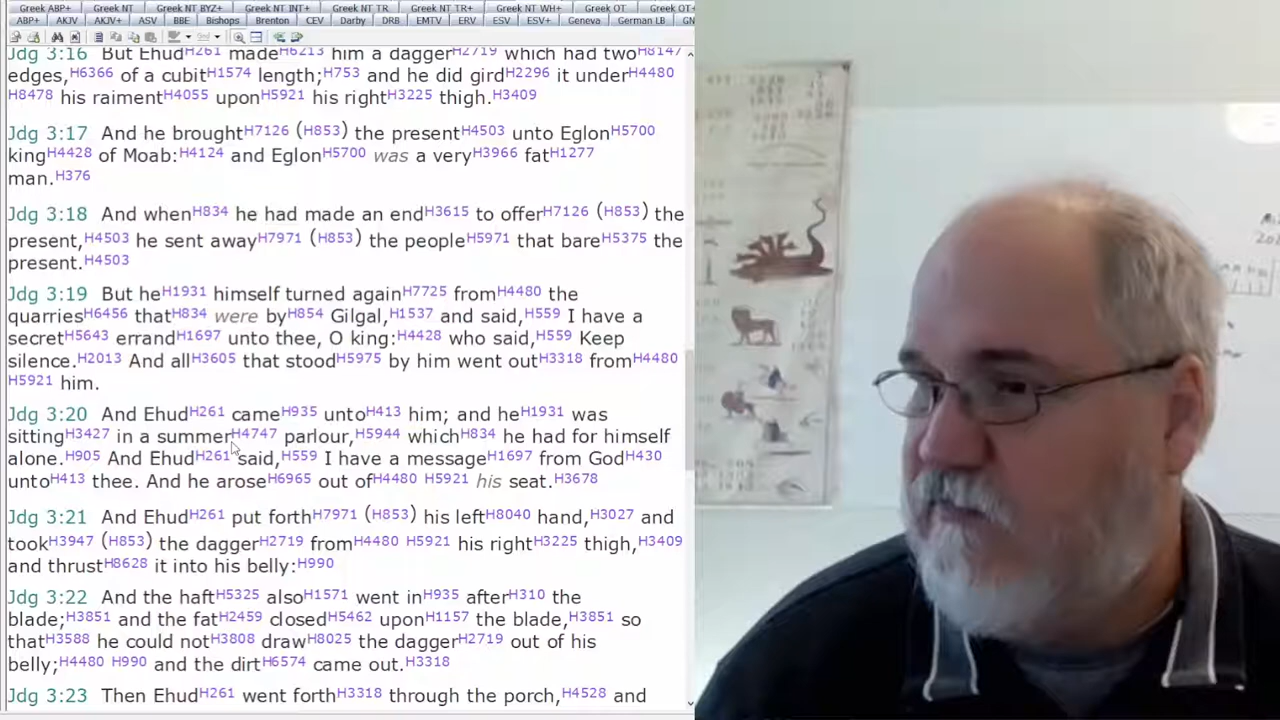 Greek ABP+ Greek NT Greek NT BYZ+ Greek NT INT+ Greek NT TR Greek NT TR+ Greek NT WH+ Greek OT Greek OT+
ABP+ AKJV AKJV+ ASV BBE Bishops Brenton CEV Darby DRB EMTV ERV ESV ESV+ Geneva German LB GN
Jdg 3:16 But Ehud H261 made H6213 him a dagger H2719 which had two H8147
edges, H6366 of a cubit H1574 length; H753 and he did gird H2296 it under H4480
H8478 his raiment H4055 upon H5921 his right H3225 thigh. H3409
Jdg 3:17 And he brought H7126 (H853) the present H4503 unto Eglon H5700
king H4428 of Moab: H4124 and Eglon H5700 was a very H3966 fat H1277
man. H376
Jdg 3:18 And when H834 he had made an end H3615 to offer H7126 (H853) the
present, H4503 he sent away H7971 (H853) the people H5971 that bare H5375 the
present. H4503
Jdg 3:19 But he H1931 himself turned again H7725 from H4480 the
quarries H6456 that H834 were by H854 Gilgal, H1537 and said, H559 I have a
secret H5643 errand H1697 unto thee, O king: H4428 who said, H559 Keep
silence. H2013 And all H3605 that stood H5975 by him went out H3318 from H4480
H5921 him.
Jdg 3:20 And Ehud H261 came H935 unto H413 him; and he H1931 was
sitting H3427 in a summer H4747 parlour, H5944 which H834 he had for himself
alone. H905 And Ehud H261 said, H559 I have a message H1697 from God H430
unto H413 thee. And he arose H6965 out of H4480 H5921 his seat. H3678
Jdg 3:21 And Ehud H261 put forth H7971 (H853) his left H8040 hand, H3027 and
took H3947 (H853) the dagger H2719 from H4480 H5921 his right H3225 thigh, H3409
and thrust H8628 it into his belly: H990
Jdg 3:22 And the haft H5325 also H1571 went in H935 after H310 the
blade; H3851 and the fat H2459 closed H5462 upon H1157 the blade, H3851 so
that H3588 he could not H3808 draw H8025 the dagger H2719 out of his
belly; H4480 H990 and the dirt H6574 came out. H3318
Jdg 3:23 Then Ehud H261 went forth H3318 through the porch, H4528 and